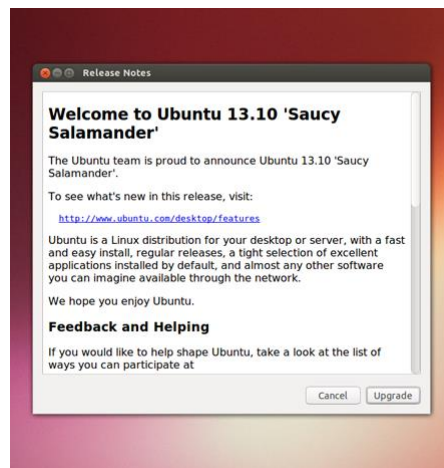 Release Notes
Welcome to Ubuntu 13.10 'Saucy
Salamander'
The Ubuntu team is proud to announce Ubuntu 13.10 'Saucy
Salamander'.
To see what's new in this release, visit:
http://www.ubuntu.com/desktop/features
Ubuntu is a Linux distribution for your desktop or server, with a fast
and easy install, regular releases, a tight selection of excellent
applications installed by default, and almost any other software
you can imagine available through the network.
We hope you enjoy Ubuntu.
Feedback and Helping
If you would like to help shape Ubuntu, take a look at the list of
ways you can participate at
Cancel Upgrade